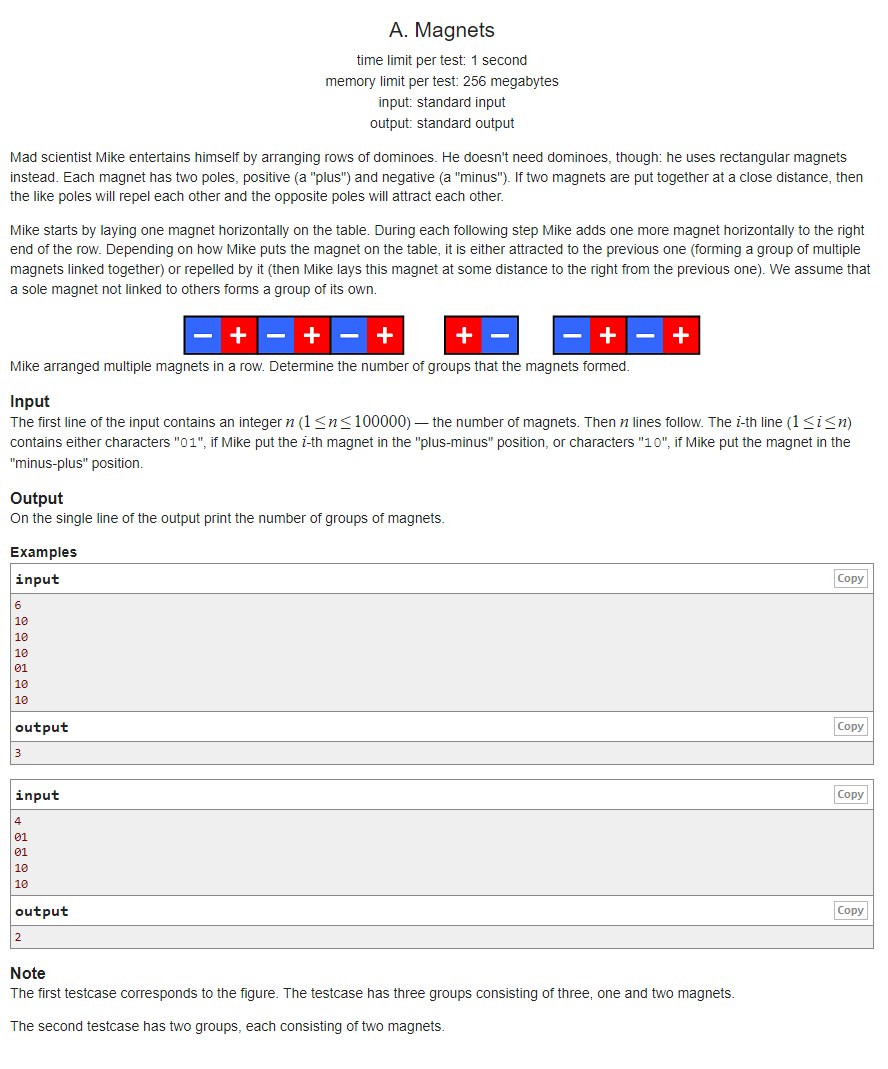 A. Magnets
time limit per test: 1 second
memory limit per test: 256 megabytes
input: standard input
output: standard output
Mad scientist Mike entertains himself by arranging rows of dominoes. He doesn't need dominoes, though: he uses rectangular magnets
instead. Each magnet has two poles, positive (a "plus") and negative (a "minus"). If two magnets are put together at a close distance, then
the like poles will repel each other and the opposite poles will attract each other.
Mike starts by laying one magnet horizontally on the table. During each following step Mike adds one more magnet horizontally to the right
end of the row. Depending on how Mike puts the magnet on the table, it is either attracted to the previous one (forming a group of multiple
magnets linked together) or repelled by it (then Mike lays this magnet at some distance to the right from the previous one). We assume that
a sole magnet not linked to others forms a group of its own.
− + − + − + + − − + − +
Mike arranged multiple magnets in a row. Determine the number of groups that the magnets formed.
Input
The first line of the input contains an integer n (1 ≤ n ≤ 100000) — the number of magnets. Then n lines follow. The i-th line (1 ≤ i ≤ n)
contains either characters "01", if Mike put the i-th magnet in the "plus-minus" position, or characters "10", if Mike put the magnet in the
"minus-plus" position.
Output
On the single line of the output print the number of groups of magnets.
Examples
input Copy
6
10
10
10
01
10
10
output Copy
3
input Copy
4
01
01
10
10
output Copy
2
Note
The first testcase corresponds to the figure. The testcase has three groups consisting of three, one and two magnets.
The second testcase has two groups, each consisting of two magnets.